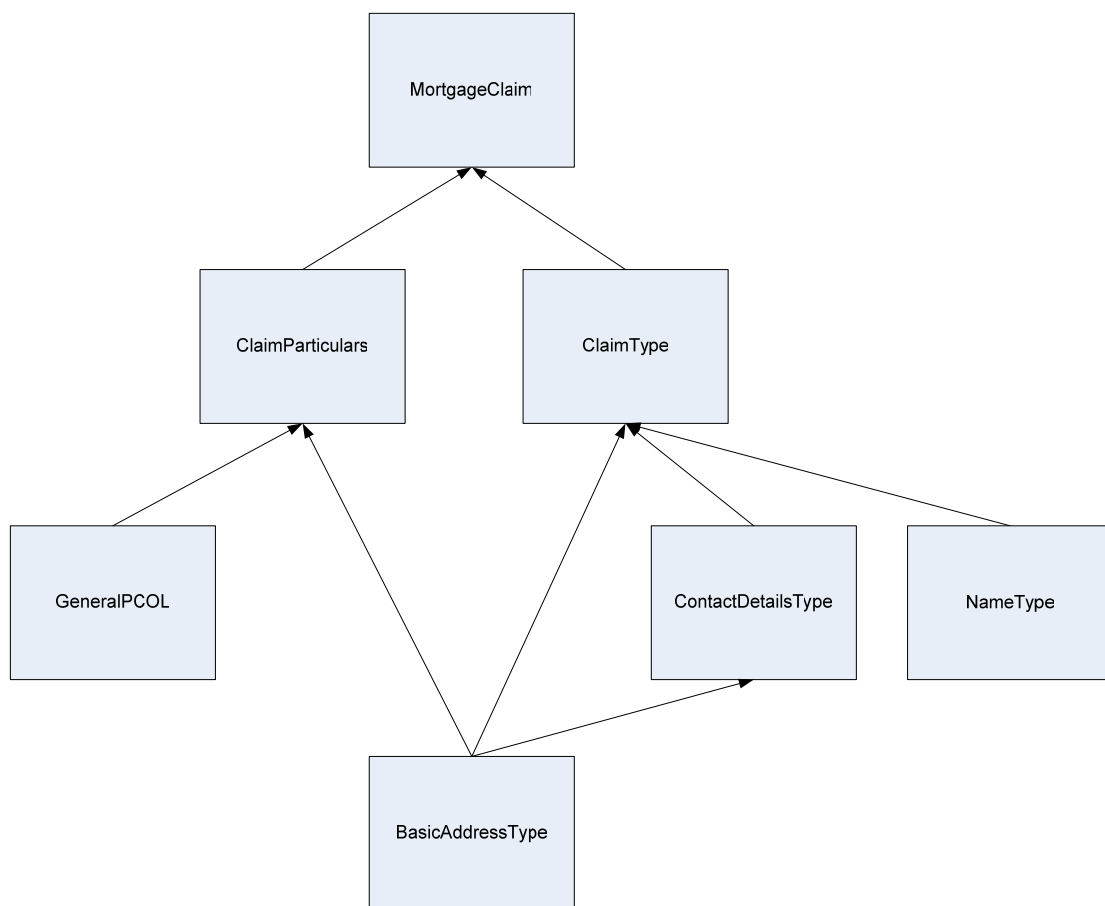 MortgageClaim
ClaimParticulars
ClaimType
GeneralPCOL
ContactDetailsType
NameType
BasicAddressType